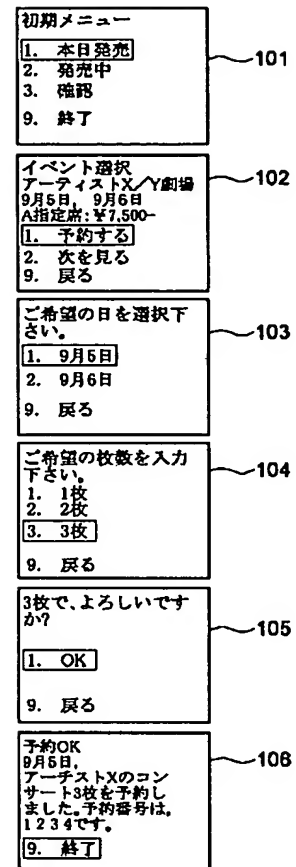 初期メニュー
1. 本日発売
2. 発売中
3. 確認
9. 終了
101
イベント選択
アーティストX/Y劇場
9月5日, 9月6日
A指定席:¥7,500-
1. 予約する
2. 次を見る
9. 戻る
102
ご希望の日を選択下
さい。
1. 9月5日
2. 9月6日
9. 戻る
103
ご希望の枚数を入力
下さい。
1. 1枚
2. 2枚
3. 3枚
9. 戻る
104
3枚で、よろしいです
か?
1. OK
9. 戻る
105
予約OK
9月5日,
アーチストXのコン
サート3枚を予約し
ました。予約番号は,
1234です。
9. 終了
106